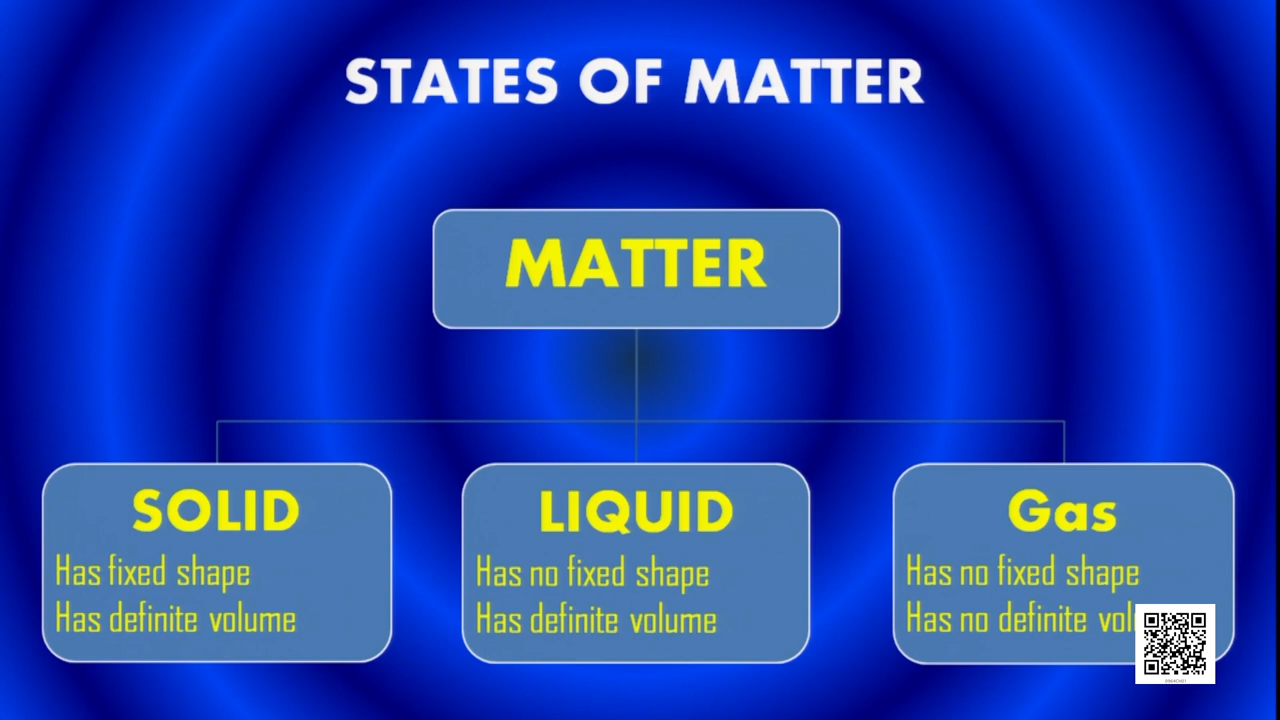 STATES OF MATTER
MATTER
SOLID
Has fixed shape
Has definite volume
LIQUID
Has no fixed shape
Has definite volume
Gas
Has no fixed shape
Has no definite vol